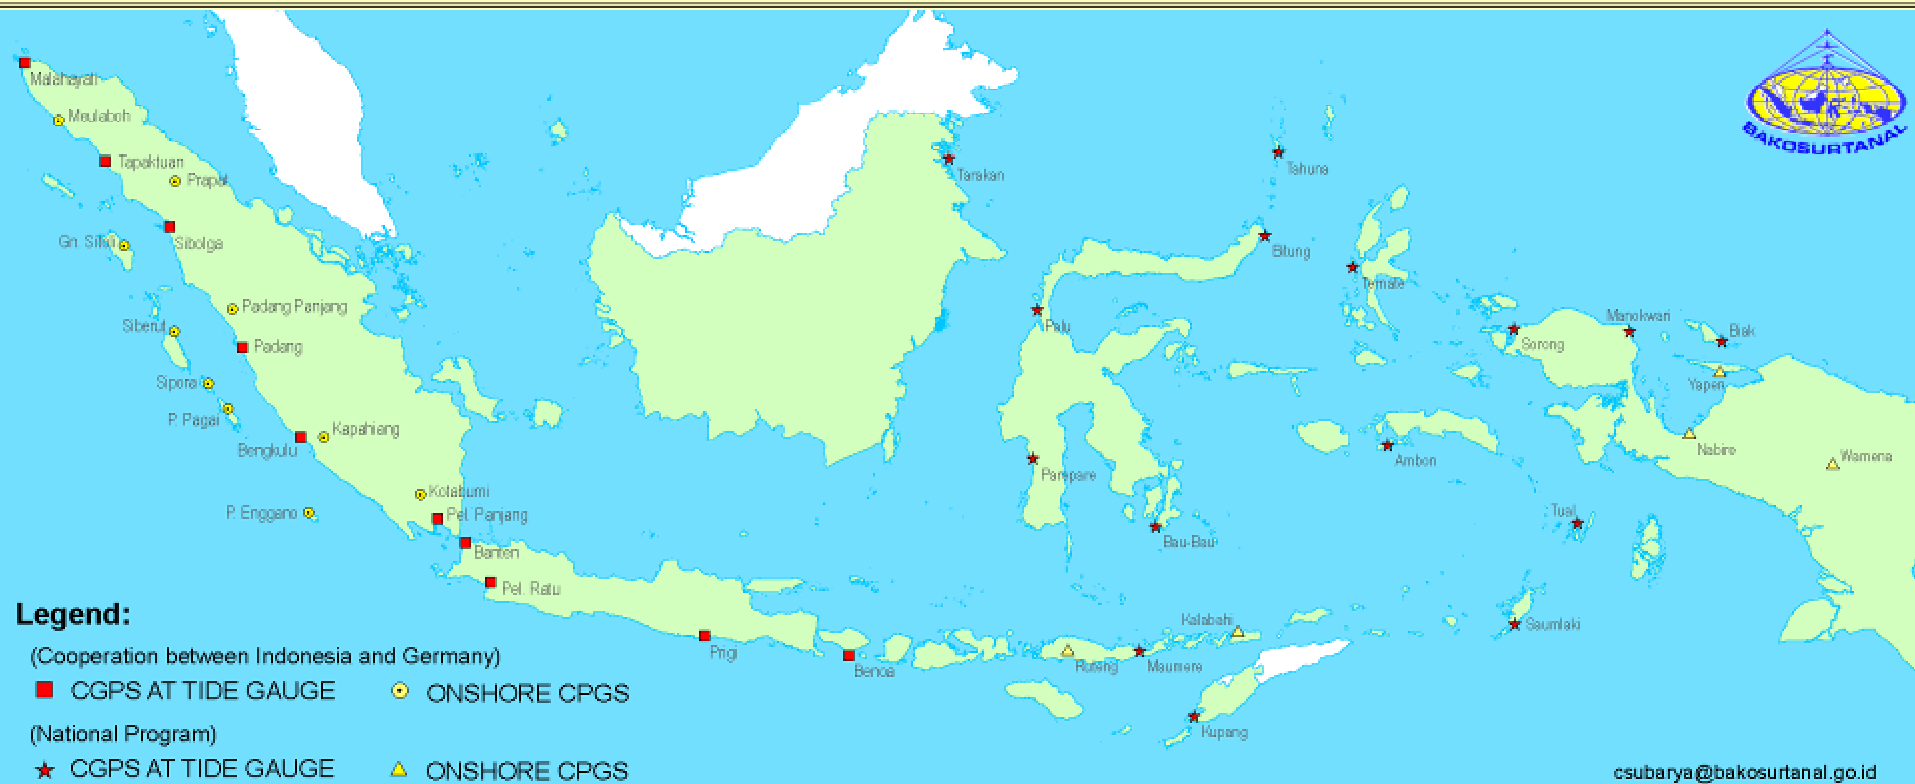 BAKOSURTANAL
Malahayati
Meulaboh
Tapaktuan
Prapat
Tarakan
Tahuna
Gn. Sitoli
Sibolga
Bitung
Ternate
Padang Panjang
Siberut
Palu
Manokwari
Biak
Sorong
Padang
Sipora
Yapen
P. Pagai
Kapahiang
Bengkulu
Ambon
Nabire
Wamena
Parepare
Kotabumi
P. Enggano
Pel. Panjang
Tual
Bau-Bau
Banten
Pel. Ratu
Kalabahi
Saumlaki
Prigi
Benoa
Ruteng
Maumere
Kupang
Legend:
(Cooperation between Indonesia and Germany)
CGPS AT TIDE GAUGE
ONSHORE CPGS
(National Program)
CGPS AT TIDE GAUGE
ONSHORE CPGS
csubarya@bakosurtanal.go.id